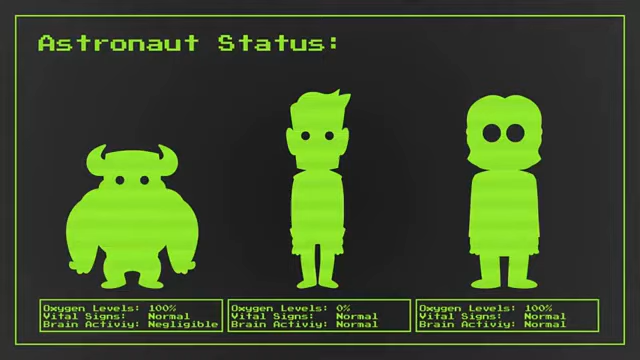 Astronaut Status:
Oxygen Levels: 100%
Vital Signs: Normal
Brain Activiy: Negligible
Oxygen Levels: 0%
Vital Signs: Normal
Brain Activiy: Normal
Oxygen Levels: 100%
Vital Signs: Normal
Brain Activiy: Normal